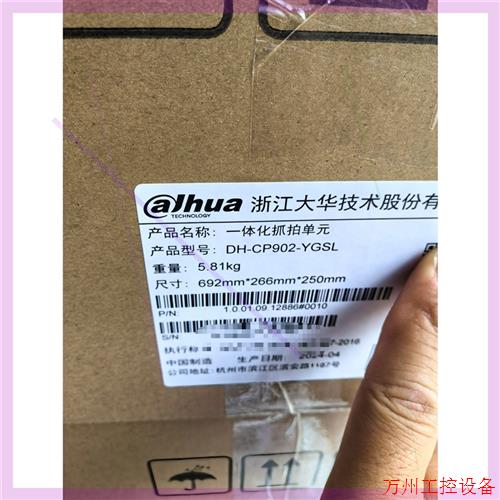 alhua
TECHNOLOGY
浙江大华技术股份有
产品名称: 一体化抓拍单元
产品型号: DH-CP902-YGSL
重量: 5.81kg
尺寸: 692mm*266mm*250mm
P/N: 1.0.01.09.12886#0010
S/N:
执行标 -2016
中国制造 生产日期: 2024-04
公司地址: 杭州市滨江区滨安路1187号
万州工控设备